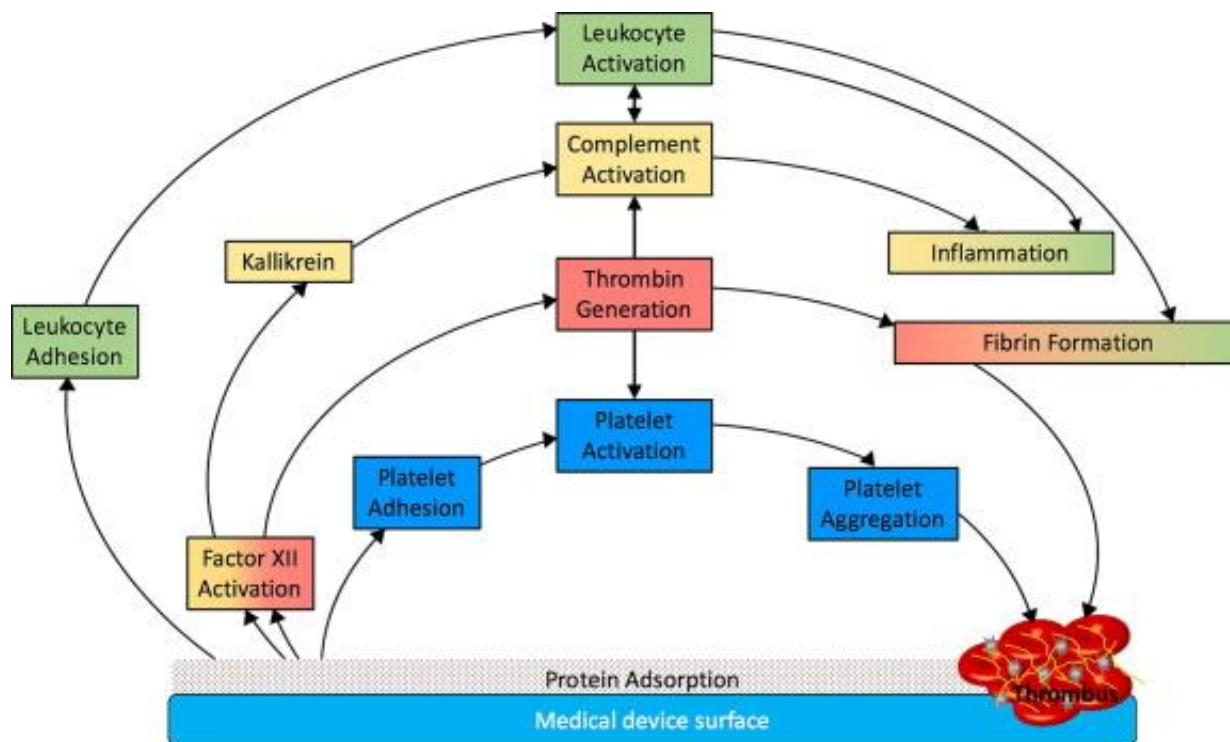 Leukocyte
Activation
Complement
Activation
Kallikrein
Inflammation
Thrombin
Generation
Leukocyte
Adhesion
Fibrin Formation
Platelet
Activation
Platelet
Adhesion
Platelet
Aggregation
Factor XII
Activation
Protein Adsorption
Thrombus
Medical device surface